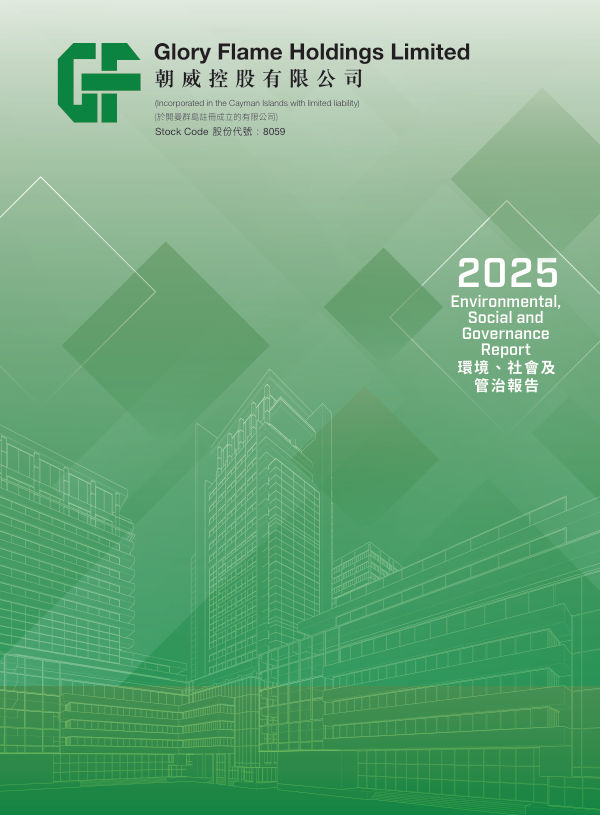 Glory Flame Holdings Limited
朝威控股有限公司
(Incorporated in the Cayman Islands with limited liability)
(於開曼群島註冊成立的有限公司)
Stock Code 股份代號：8059
2025
Environmental,
Social and
Governance
Report
環境、社會及
管治報告